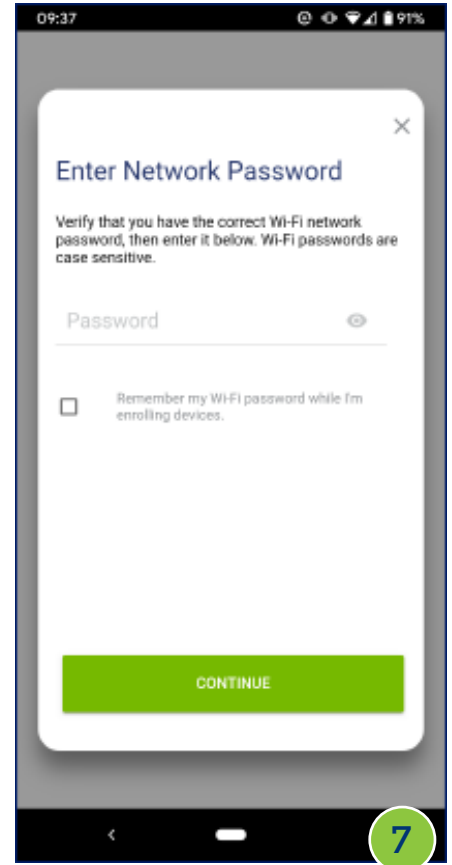 09:37 91%
Enter Network Password
Verify that you have the correct Wi-Fi network
password, then enter it below. Wi-Fi passwords are
case sensitive.
Password
Remember my Wi-Fi password while I'm
enrolling devices.
CONTINUE
7